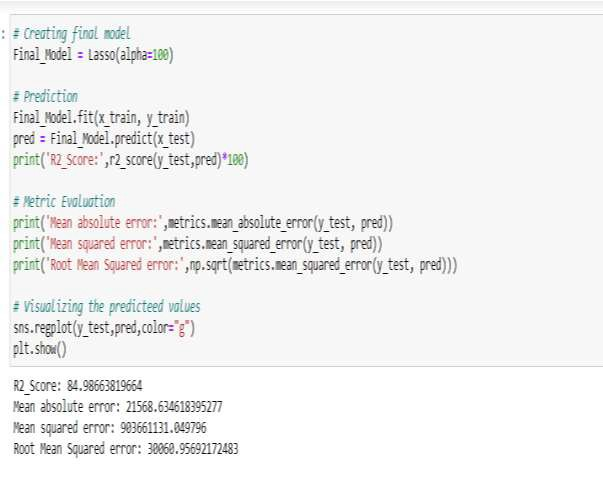 : # Creating final model
Final_Model = Lasso(alpha=100)
# Prediction
Final_Model.fit(x_train, y_train)
pred = Final_Model.predict(x_test)
print('R2_Score:',r2_score(y_test,pred)*100)
# Metric Evaluation
print('Mean absolute error:',metrics.mean_absolute_error(y_test, pred))
print('Mean squared error:',metrics.mean_squared_error(y_test, pred))
print('Root Mean Squared error:',np.sqrt(metrics.mean_squared_error(y_test, pred)))
# Visualizing the predicteed values
sns.regplot(y_test,pred,color="g")
plt.show()
R2_Score: 84.98663819664
Mean absolute error: 21568.634618395277
Mean squared error: 903661131.049796
Root Mean Squared error: 30060.95692172483